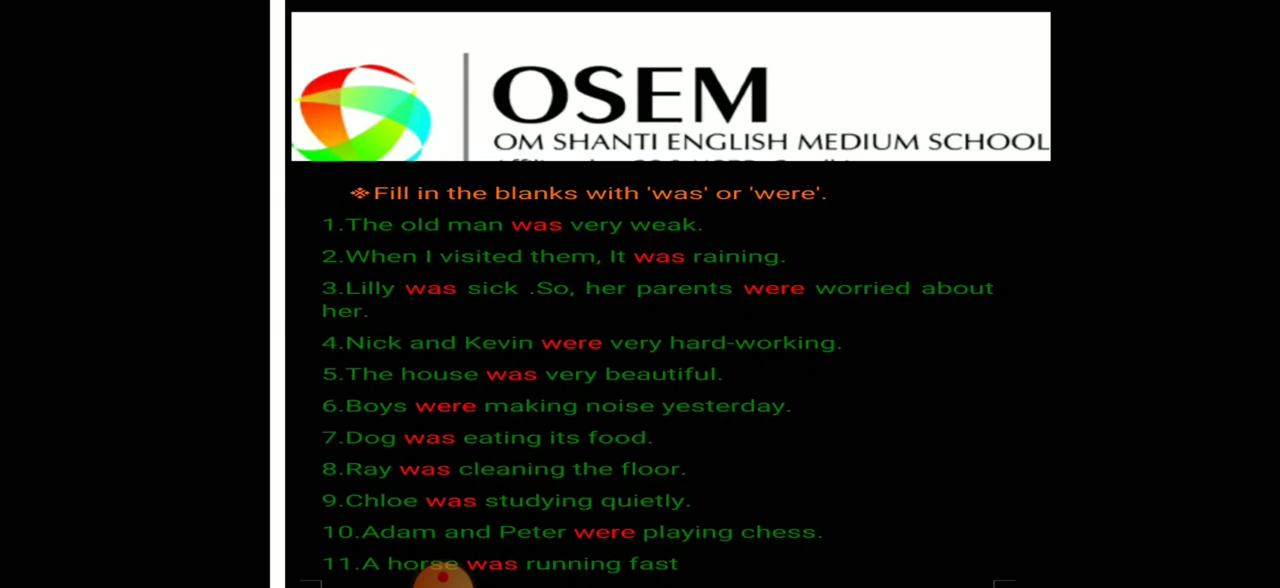 OSEM
OM SHANTI ENGLISH MEDIUM SCHOOL
❖Fill in the blanks with 'was' or 'were'.
1.The old man was very weak.
2.When I visited them, It was raining.
3.Lilly was sick .So, her parents were worried about
her.
4.Nick and Kevin were very hard-working.
5.The house was very beautiful.
6.Boys were making noise yesterday.
7.Dog was eating its food.
8.Ray was cleaning the floor.
9.Chloe was studying quietly.
10.Adam and Peter were playing chess.
11.A horse was running fast